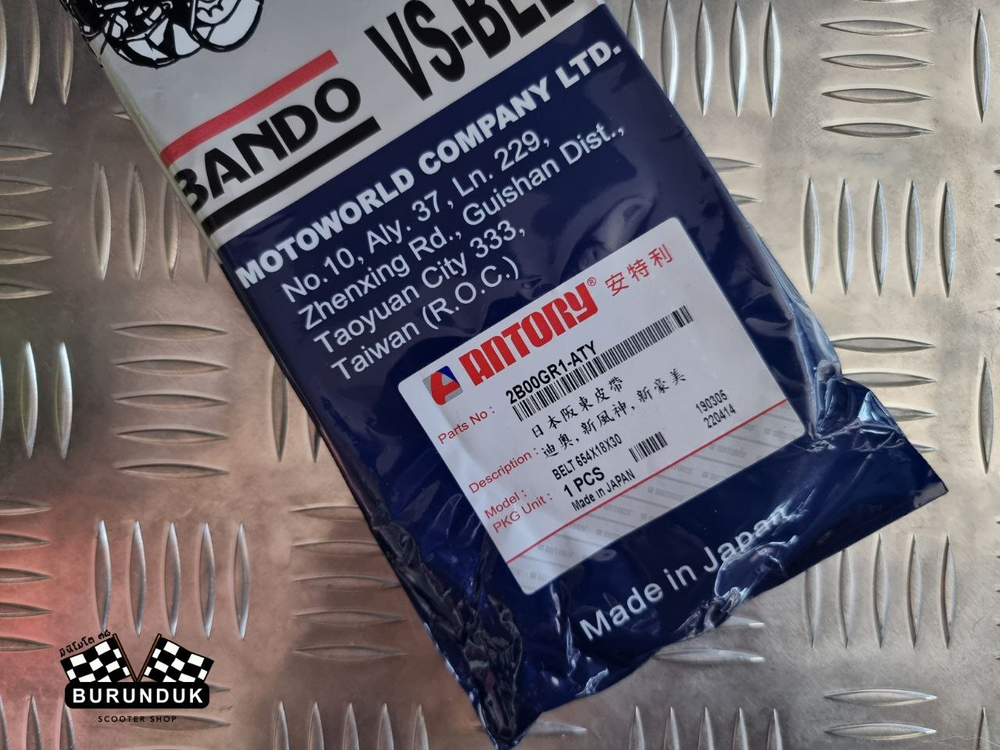 BANDO
VS-BEL
MOTOWORLD COMPANY LTD.
No.10, Aly. 37, Ln. 229,
Zhenxing Rd., Guishan Dist.,
Taoyuan City 333,
Taiwan (R.O.C.)
ANTORY® 安特利
Parts No : 2B00GR1-ATY
日本阪東皮帶
Description : 迪奧,新風神,新豪美
BELT 654X18X30
190305
Model :
220414
PKG Unit : 1 PCS
Made in JAPAN
Made in Japan
BURUNDUK
SCOOTER SHOP